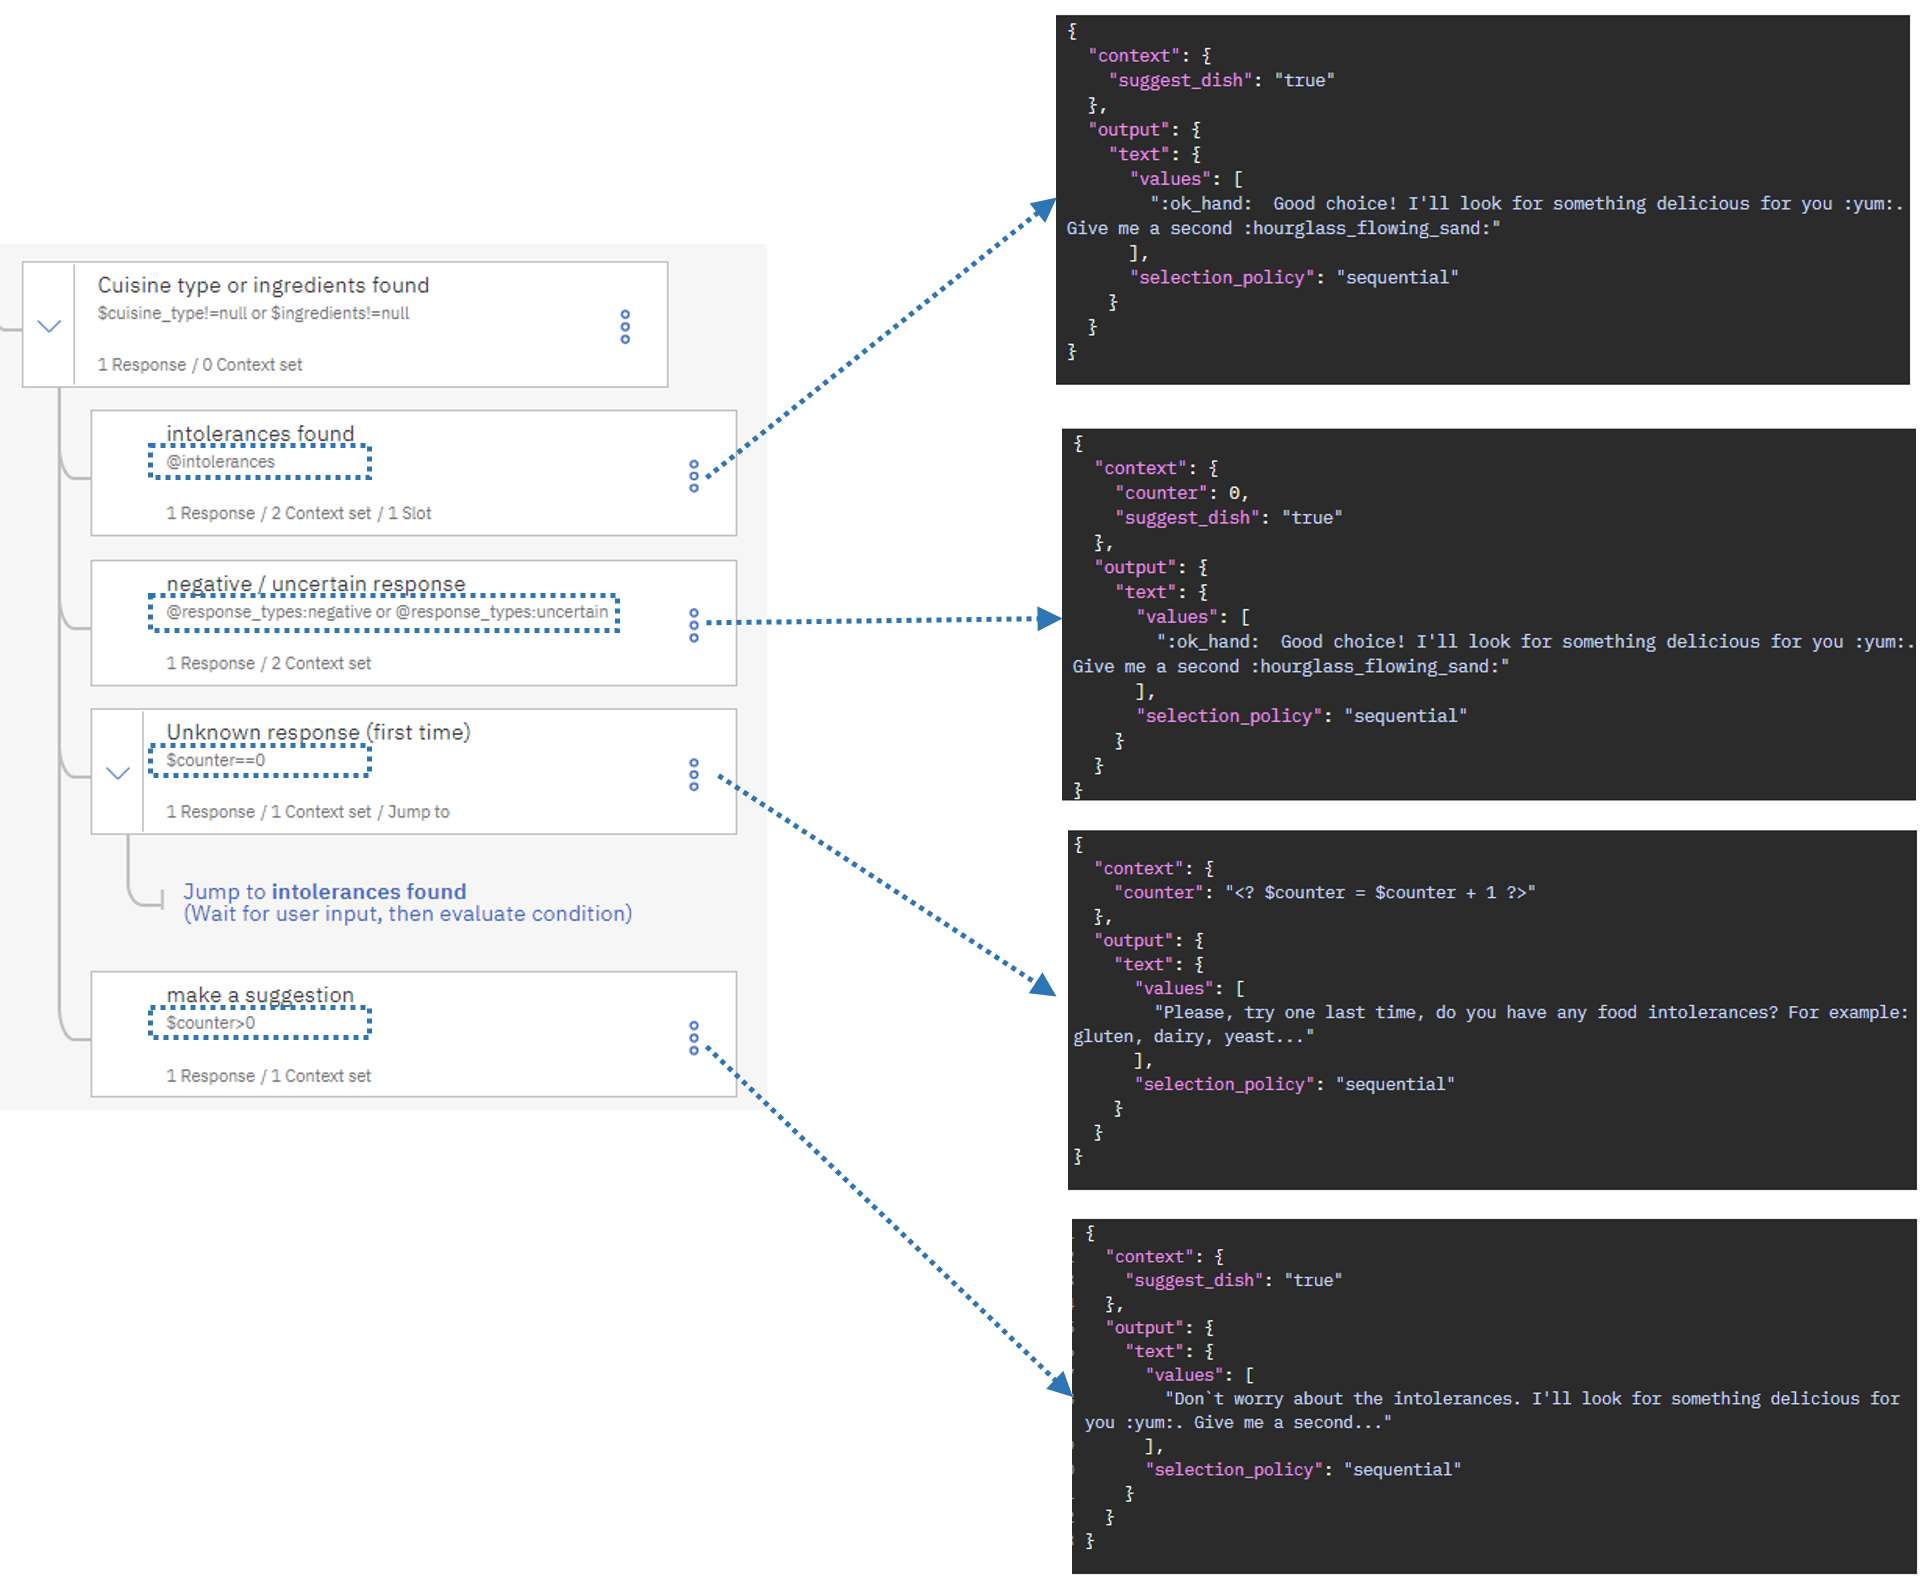 Cuisine type or ingredients found
$cuisine_type!=null or $ingredients!=null
1 Response / 0 Context set
intolerances found
@intolerances
1 Response / 2 Context set / 1 Slot
negative / uncertain response
@response_types:negative or @response_types:uncertain
1 Response / 2 Context set
Unknown response (first time)
$counter==0
1 Response / 1 Context set / Jump to
Jump to intolerances found
(Wait for user input, then evaluate condition)
make a suggestion
$counter>0
1 Response / 1 Context set
{
"context": {
"suggest_dish": "true"
},
"output": {
"text": {
"values": [
":ok_hand:  Good choice! I'll look for something delicious for you :yum:.
Give me a second :hourglass_flowing_sand:"
],
"selection_policy": "sequential"
}
}
}
{
"context": {
"counter": 0,
"suggest_dish": "true"
},
"output": {
"text": {
"values": [
":ok_hand:  Good choice! I'll look for something delicious for you :yum:.
Give me a second :hourglass_flowing_sand:"
],
"selection_policy": "sequential"
}
}
}
{
"context": {
"counter": "<? $counter = $counter + 1 ?>"
},
"output": {
"text": {
"values": [
"Please, try one last time, do you have any food intolerances? For example:
gluten, dairy, yeast..."
],
"selection_policy": "sequential"
}
}
}
{
"context": {
"suggest_dish": "true"
},
"output": {
"text": {
"values": [
"Don`t worry about the intolerances. I'll look for something delicious for
you :yum:. Give me a second..."
],
"selection_policy": "sequential"
}
}
}